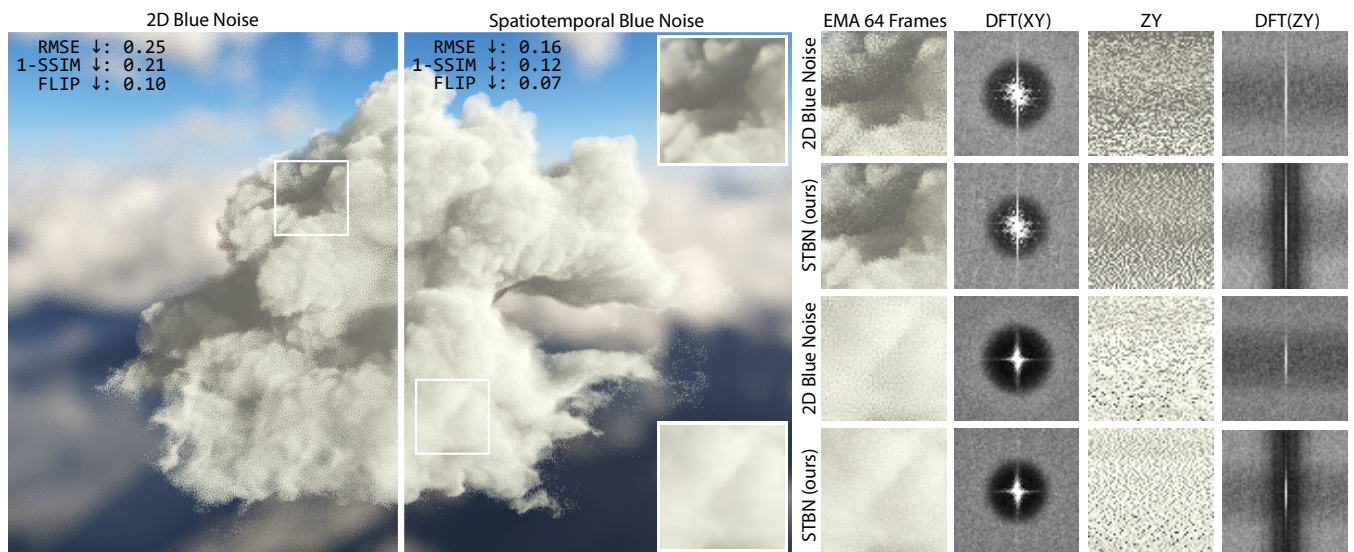 2D Blue Noise
Spatiotemporal Blue Noise
EMA 64 Frames
DFT(XY)
ZY
DFT(ZY)
RMSE ↓: 0.25
1-SSIM ↓: 0.21
FLIP ↓: 0.10
RMSE ↓: 0.16
1-SSIM ↓: 0.12
FLIP ↓: 0.07
2D Blue Noise
STBN (ours)
2D Blue Noise
STBN (ours)